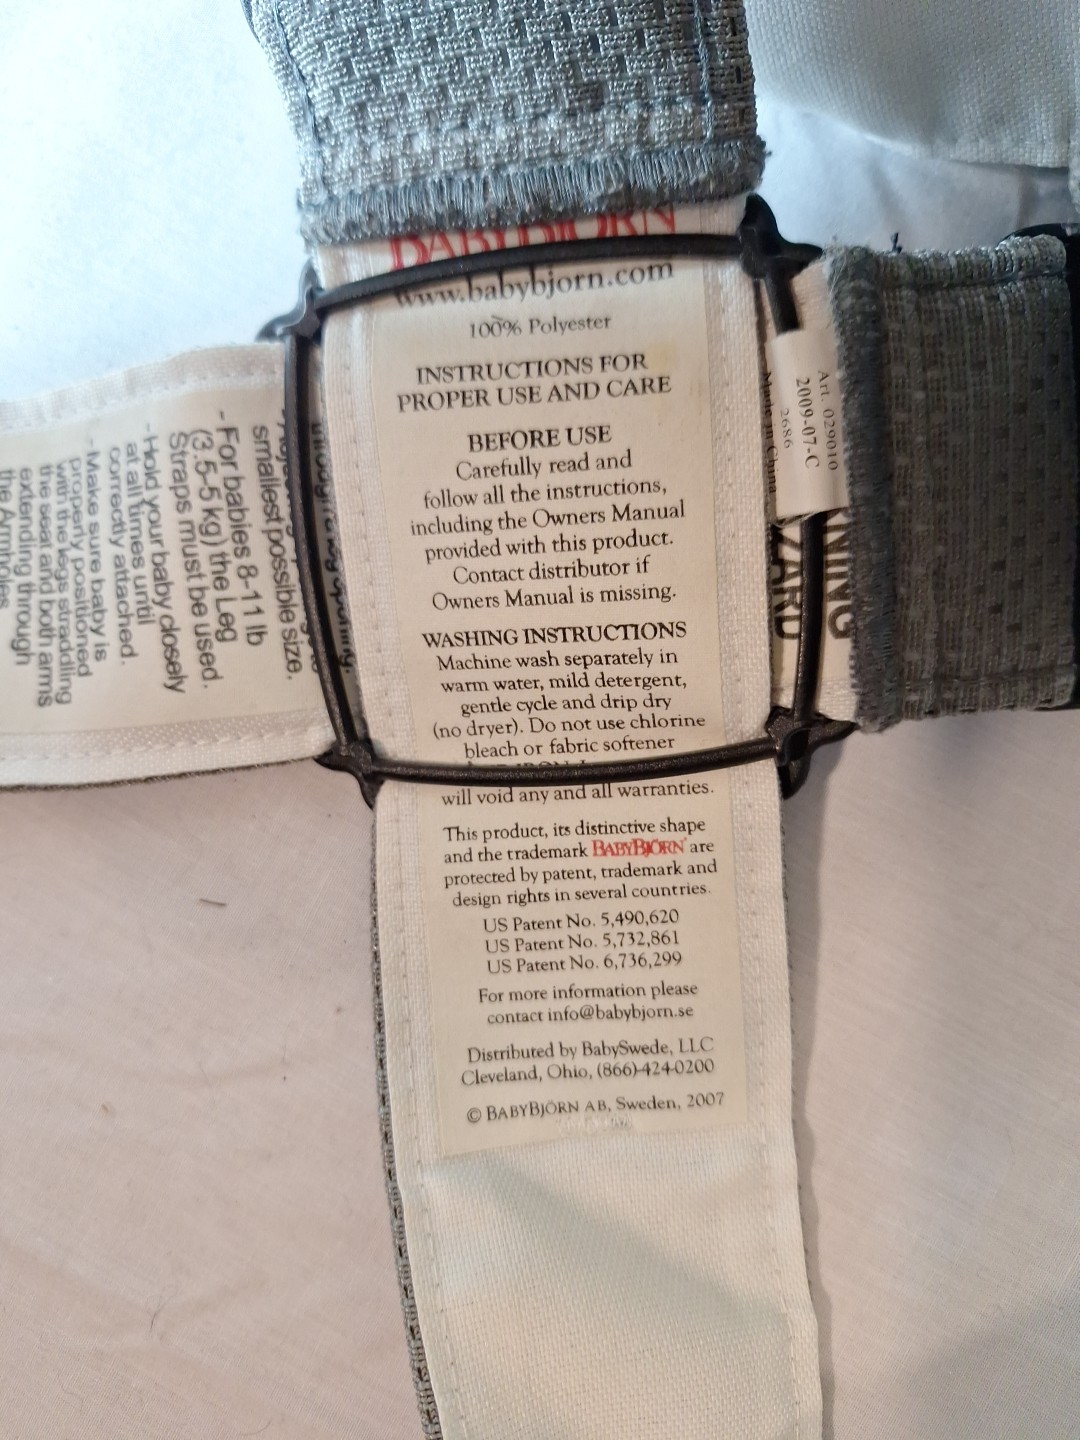 BABYBJÖRN
www.babybjorn.com
100% Polyester
INSTRUCTIONS FOR
PROPER USE AND CARE
BEFORE USE
Carefully read and
follow all the instructions,
including the Owners Manual
provided with this product.
Contact distributor if
Owners Manual is missing.
WASHING INSTRUCTIONS
Machine wash separately in
warm water, mild detergent,
gentle cycle and drip dry
(no dryer). Do not use chlorine
bleach or fabric softener
will void any and all warranties.
This product, its distinctive shape
and the trademark BABYBJÖRN® are
protected by patent, trademark and
design rights in several countries.
US Patent No. 5,490,620
US Patent No. 5,732,861
US Patent No. 6,736,299
For more information please
contact info@babybjorn.se
Distributed by BabySwede, LLC
Cleveland, Ohio, (866)-424-0200
© BABYBJÖRN AB, Sweden, 2007
smallest possible size.
- For babies 8-11 lb
(3.5-5 kg) the Leg
Straps must be used.
- Hold your baby closely
at all times until
correctly attached.
- Make sure baby is
properly positioned
with the legs straddling
the seat and both arms
extending through
the Armholes
Art. 029010
2009-07-C
2686
Made in China
NING
ZARD